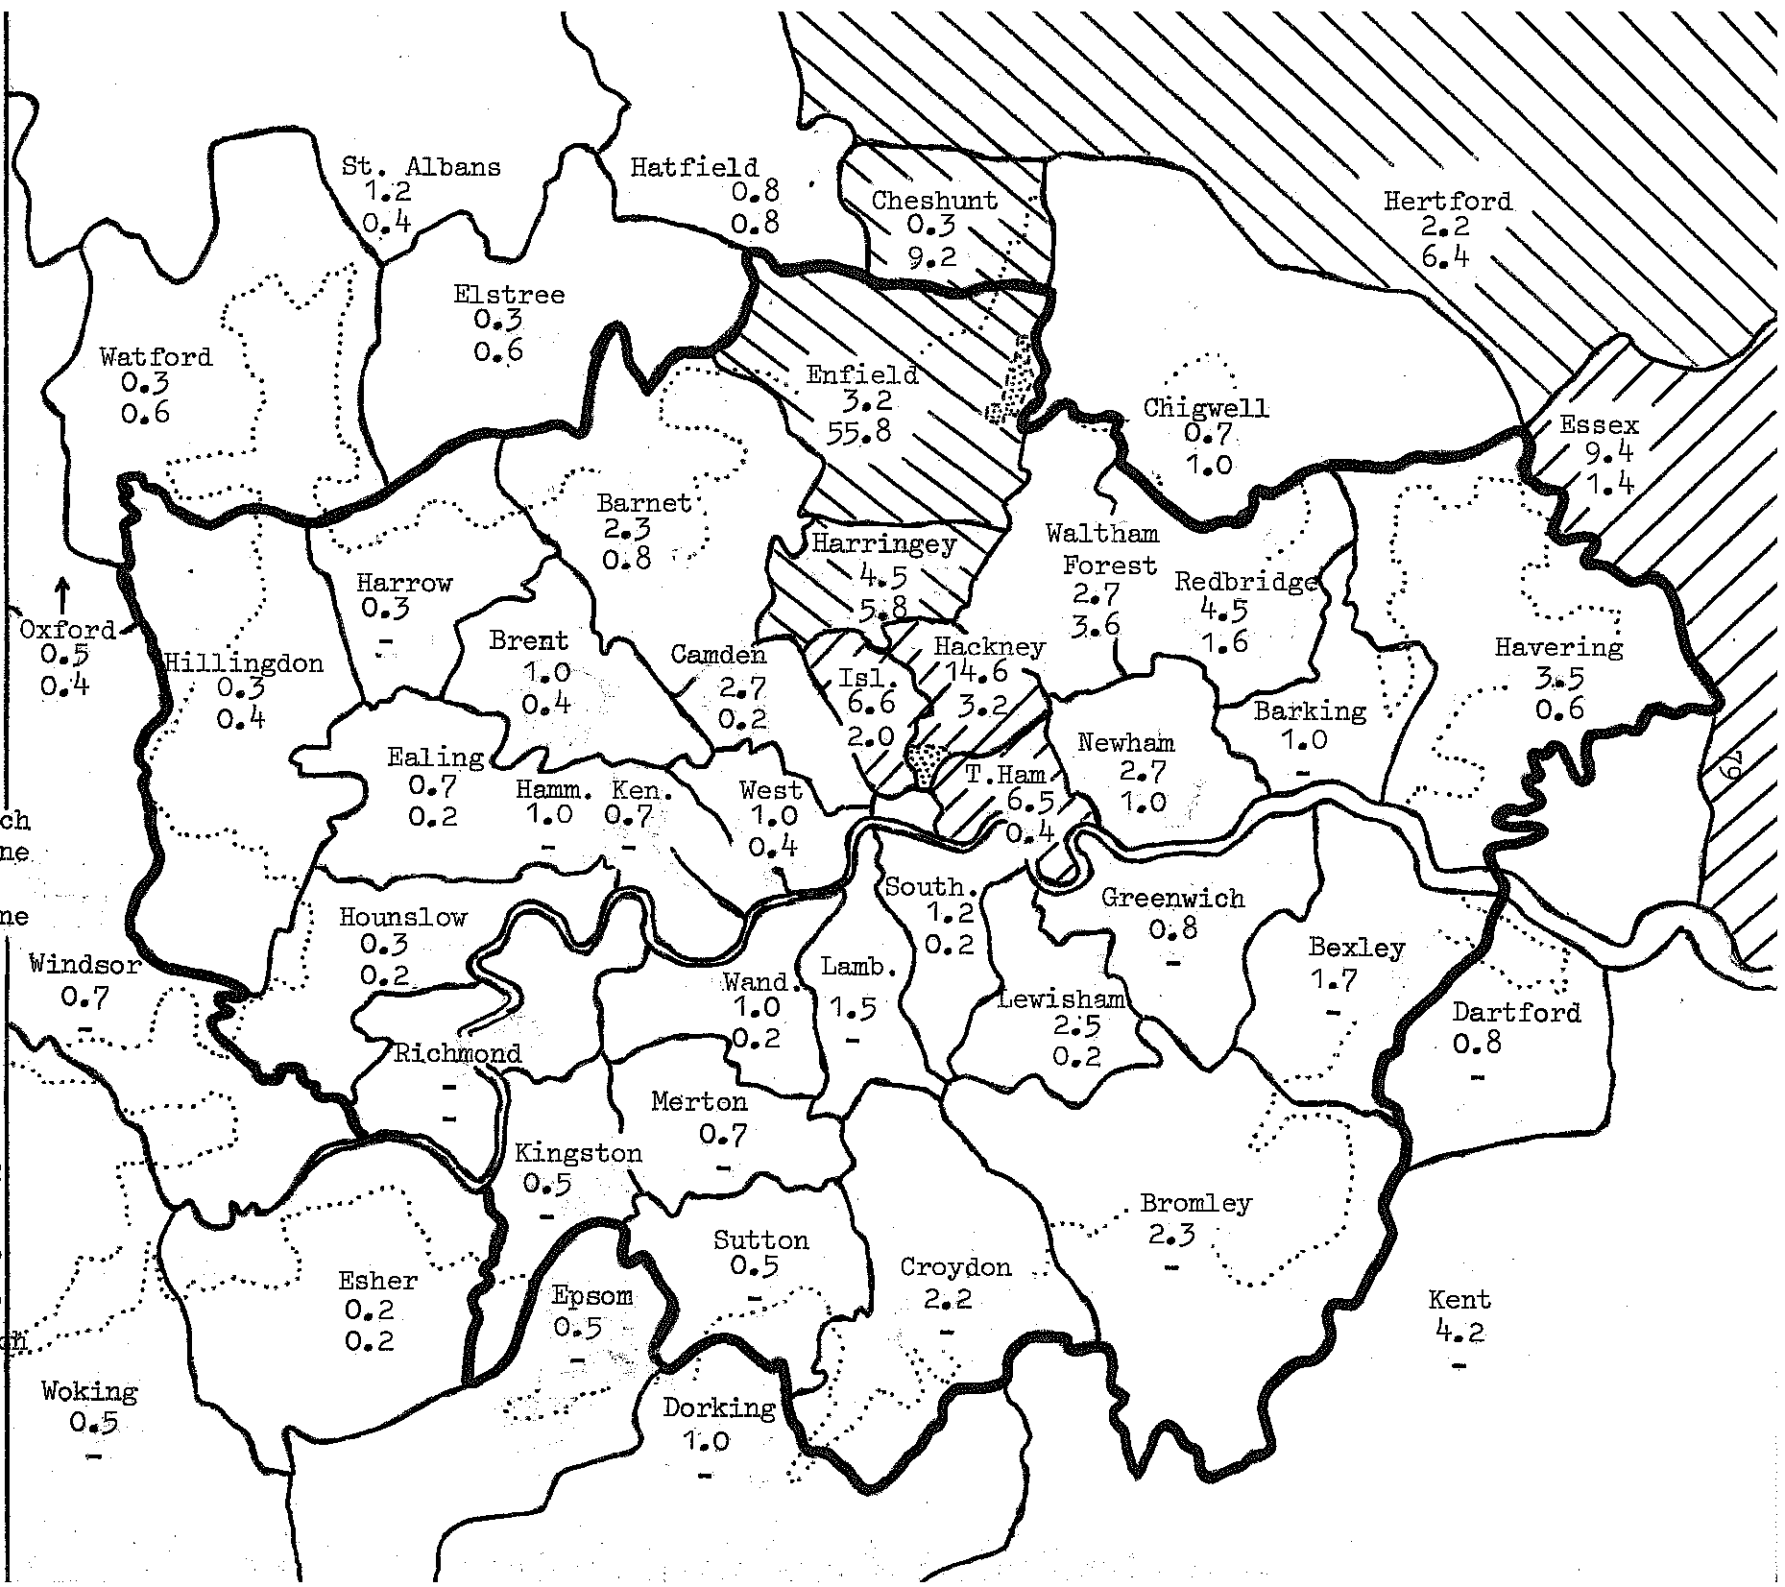 St. Albans
1.2
0.4
Hatfield
0.8
0.8
Cheshunt
0.3
9.2
Hertford
2.2
6.4
Elstree
0.3
0.6
Watford
0.3
0.6
Enfield
3.2
55.8
Chigwell
0.7
1.0
Essex
9.4
1.4
Barnet
2.3
0.8
Harringey
4.5
5.8
Waltham
Forest
2.7
3.6
Redbridge
4.5
1.6
Harrow
0.3
-
Oxford
0.5
0.4
Hillingdon
0.3
0.4
Brent
1.0
0.4
Camden
2.7
0.2
Isl.
6.6
2.0
Hackney
14.6
3.2
Havering
3.5
0.6
Barking
1.0
-
Newham
2.7
1.0
T.Ham
6.5
0.4
79
Ealing
0.7
0.2
Hamm.
1.0
-
Ken.
0.7
-
West
1.0
0.4
ch
ne
ne
Hounslow
0.3
0.2
South.
1.2
0.2
Greenwich
0.8
-
Bexley
1.7
-
Windsor
0.7
-
Wand.
1.0
0.2
Lamb.
1.5
-
Lewisham
2.5
0.2
Dartford
0.8
-
Richmond
-
-
Merton
0.7
-
Kingston
0.5
-
Bromley
2.3
-
Sutton
0.5
-
Croydon
2.2
-
Esher
0.2
0.2
Epsom
0.5
-
Kent
4.2
-
Woking
0.5
-
Dorking
1.0
-